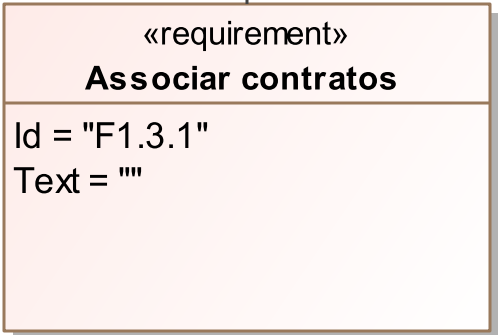 «requirement»
Associar contratos
Id = "F1.3.1"
Text = ""